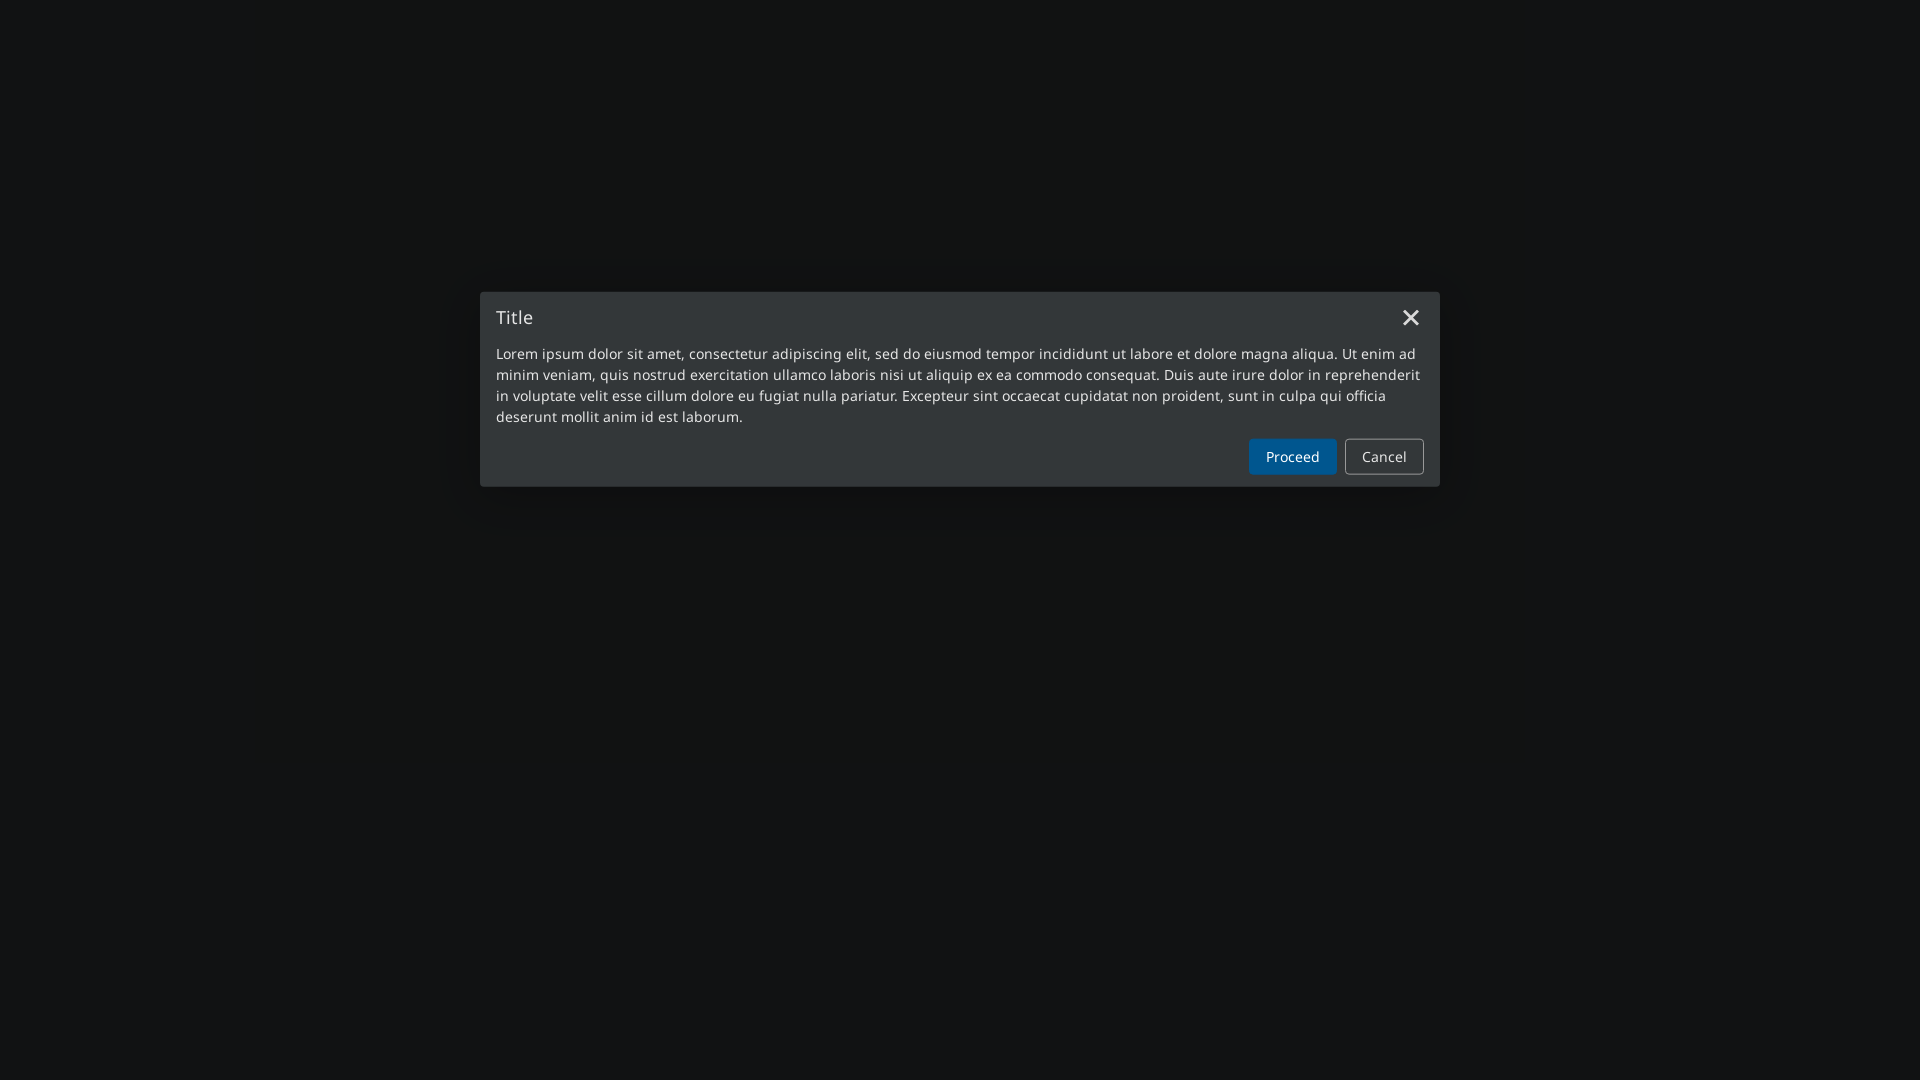 Title
Lorem ipsum dolor sit amet, consectetur adipiscing elit, sed do eiusmod tempor incididunt ut labore et dolore magna aliqua. Ut enim ad
minim veniam, quis nostrud exercitation ullamco laboris nisi ut aliquip ex ea commodo consequat. Duis aute irure dolor in reprehenderit
in voluptate velit esse cillum dolore eu fugiat nulla pariatur. Excepteur sint occaecat cupidatat non proident, sunt in culpa qui officia
deserunt mollit anim id est laborum.
Proceed Cancel